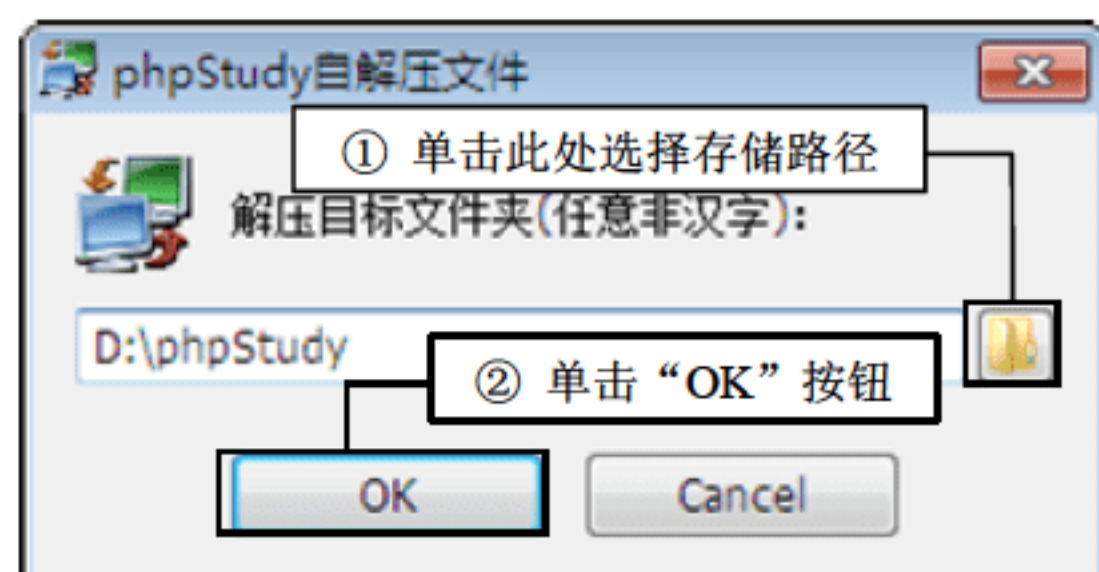 phpStudy自解压文件
① 单击此处选择存储路径
解压目标文件夹(任意非汉字):
D:\phpStudy
② 单击“OK”按钮
OK
Cancel